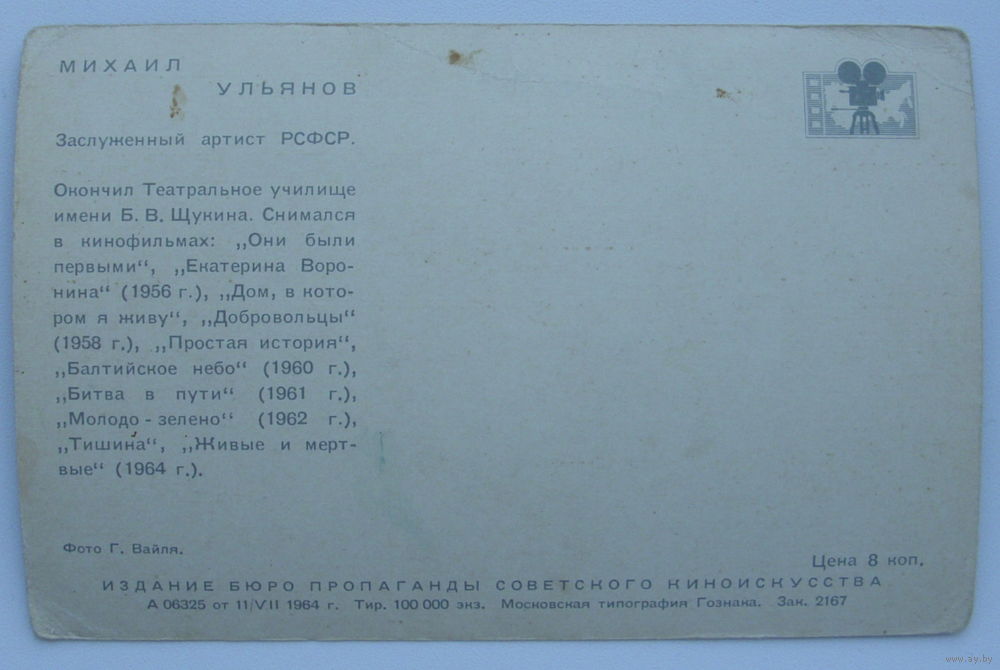 МИХАИЛ
УЛЬЯНОВ
Заслуженный артист РСФСР.
Окончил Театральное училище
имени Б. В. Щукина. Снимался
в кинофильмах: „Они были
первыми“, „Екатерина Воро-
нина“ (1956 г.), „Дом, в кото-
ром я живу“, „Добровольцы“
(1958 г.), „Простая история“,
„Балтийское небо“ (1960 г.),
„Битва в пути“ (1961 г.),
„Молодо - зелено“ (1962 г.),
„Тишина“, „Живые и мерт-
вые“ (1964 г.).
Фото Г. Вайля.
Цена 8 коп.
ИЗДАНИЕ БЮРО ПРОПАГАНДЫ СОВЕТСКОГО КИНОИСКУССТВА
А 06325 от 11/VII 1964 г. Тир. 100 000 экз. Московская типография Гознака. Зак. 2167
www.ay.by